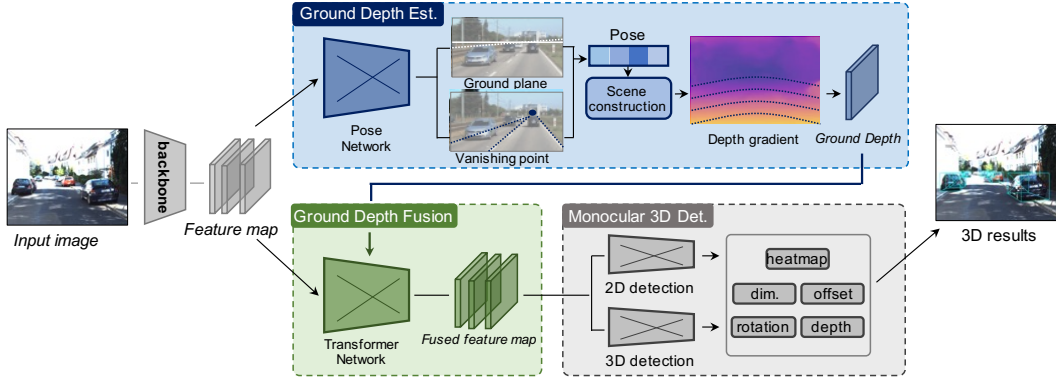 Ground Depth Est.
Pose
Network
Ground plane
Vanishing point
Pose
Scene
construction
Depth gradient
Ground Depth
backbone
Input image
Feature map
Ground Depth Fusion
Transformer
Network
Fused feature map
Monocular 3D Det.
2D detection
3D detection
heatmap
dim.
offset
rotation
depth
3D results